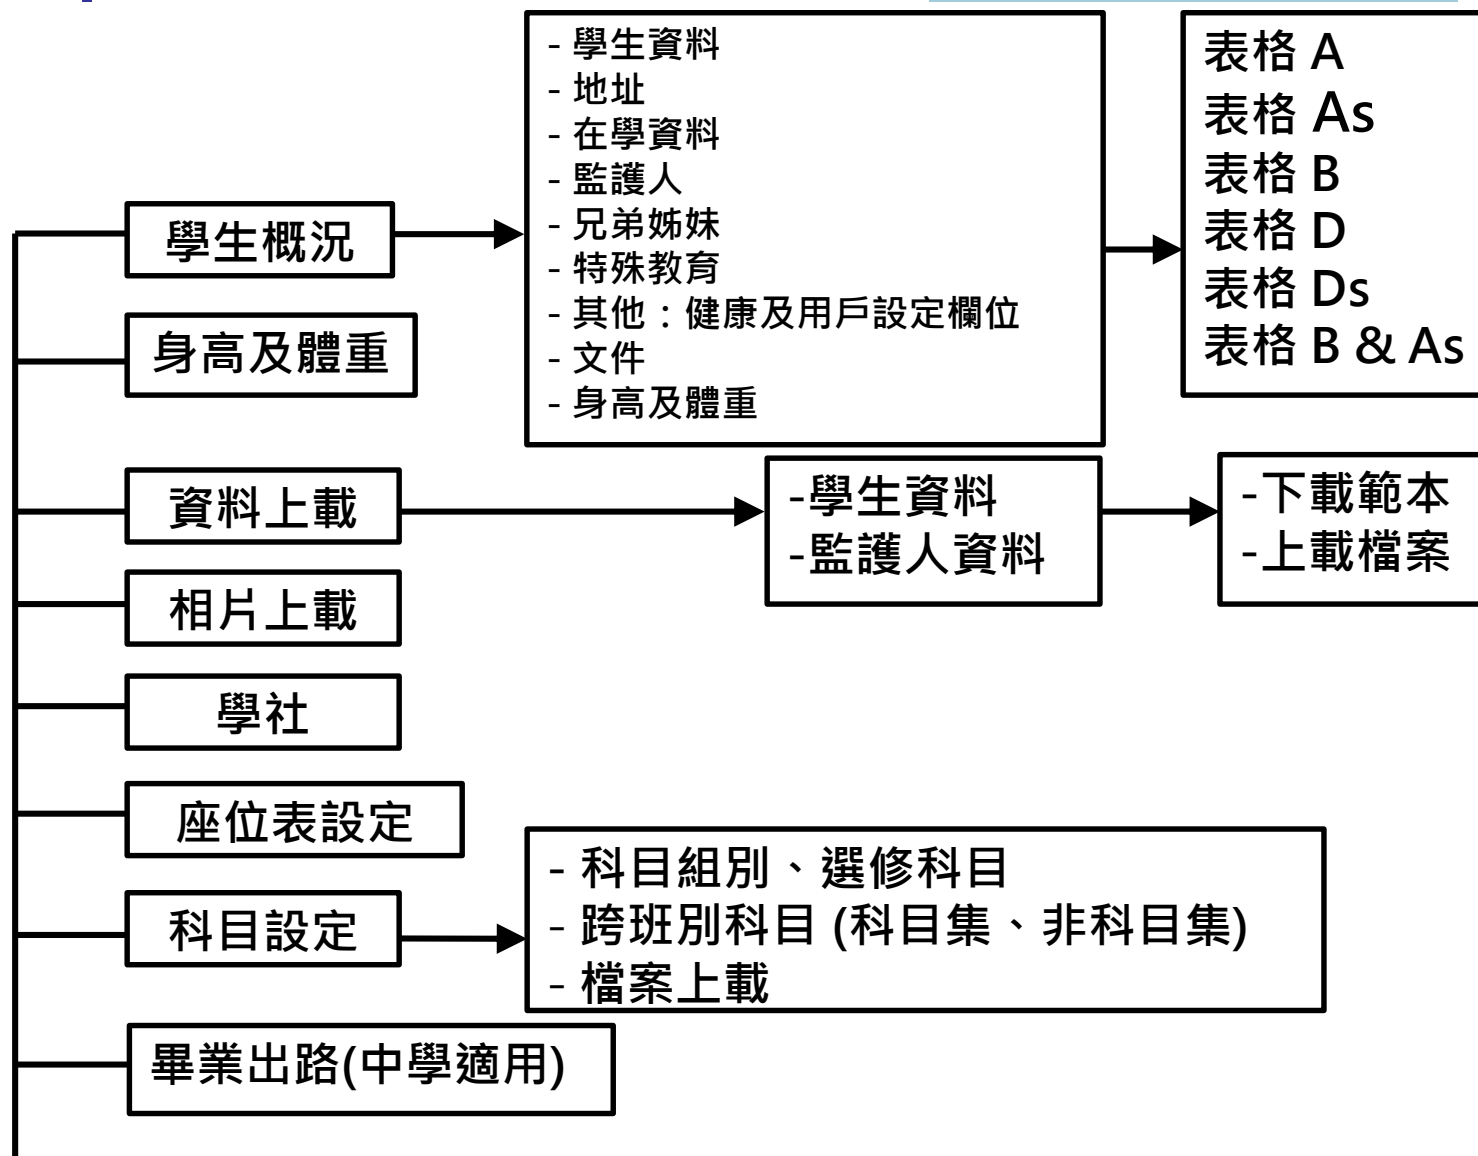 學生概況
- 學生資料
- 地址
- 在學資料
- 監護人
- 兄弟姊妹
- 特殊教育
- 其他：健康及用戶設定欄位
- 文件
- 身高及體重
表格 A
表格 As
表格 B
表格 D
表格 Ds
表格 B & As
身高及體重
資料上載
-學生資料
-監護人資料
-下載範本
-上載檔案
相片上載
學社
座位表設定
科目設定
- 科目組別、選修科目
- 跨班別科目 (科目集、非科目集)
- 檔案上載
畢業出路(中學適用)